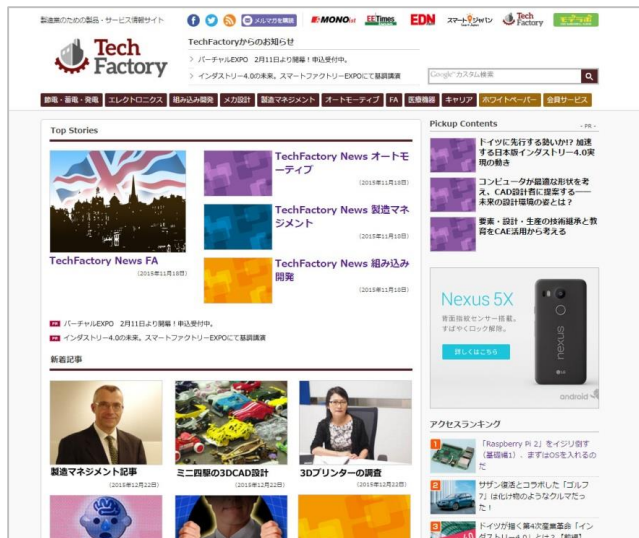 製造業のための製品・サービス情報サイト
メルマガを購読
MONOist
EETimes
EDN
スマートジャパン
Tech Factory
Tech
Factory
TechFactoryからのお知らせ
> バーチャルEXPO 2月11日より開幕！申込受付中。
> インダストリー4.0の未来。スマートファクトリーEXPOにて基調講演
Google カスタム検索
節電・蓄電・発電 エレクトロニクス 組み込み開発 メカ設計 製造マネジメント オートモーティブ FA 医療機器 キャリア ホワイトペーパー 会員サービス
Top Stories
TechFactory News FA
(2015年11月18日)
TechFactory News オートモ
ーティブ
(2015年11月18日)
TechFactory News 製造マネ
ジメント
(2015年11月18日)
TechFactory News 組み込み
開発
(2015年11月18日)
PR バーチャルEXPO 2月11日より開幕！申込受付中。
PR インダストリー4.0の未来。スマートファクトリーEXPOにて基調講演
新着記事
製造マネジメント記事
(2015年12月22日)
ミニ四駆の3DCAD設計
(2015年12月22日)
3Dプリンターの調査
(2015年12月22日)
Pickup Contents
- PR -
ドイツに先行する勢いか!? 加速
する日本版インダストリー4.0実
現の動き
コンピュータが最適な形状を考
え、CAD設計者に提案する――
未来の設計環境の姿とは？
要素・設計・生産の技術継承と教
育をCAE活用から考える
Nexus 5X
背面指紋センサー搭載。
すばやくロック解除。
詳しくはこちら
nexus
LG
android
アクセスランキング
1
「Raspberry Pi 2」をイジり倒す
（基礎編1）、まずはOSを入れるの
だ
2
サザン復活とコラボした「ゴルフ
7」は化け物のようなクルマだっ
た！
3
ドイツが描く第4次産業革命「イン
ダストリー4.0」とは？【前編】